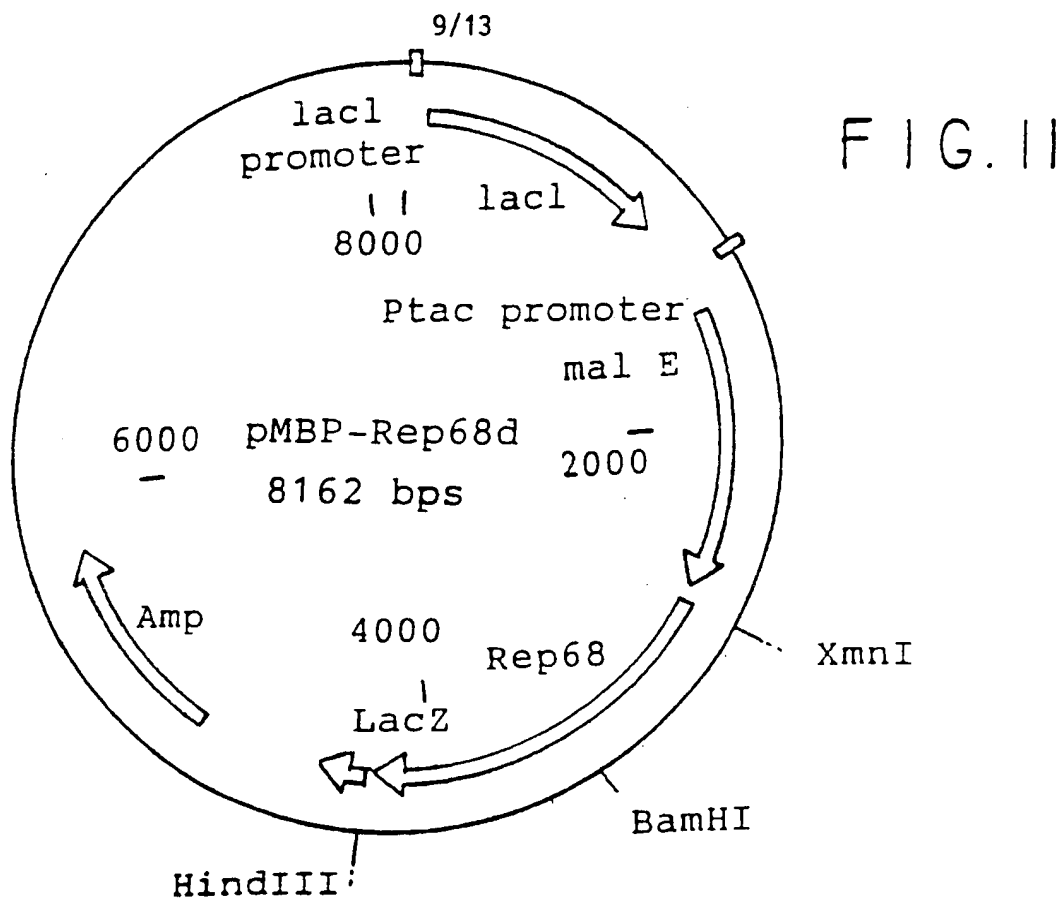 9/13
FIG. 11
lacl
promoter
lacl
8000
Ptac promoter
mal E
6000
pMBP-Rep68d
8162 bps
2000
Amp
4000
Rep68
XmnI
LacZ
BamHI
HindIII